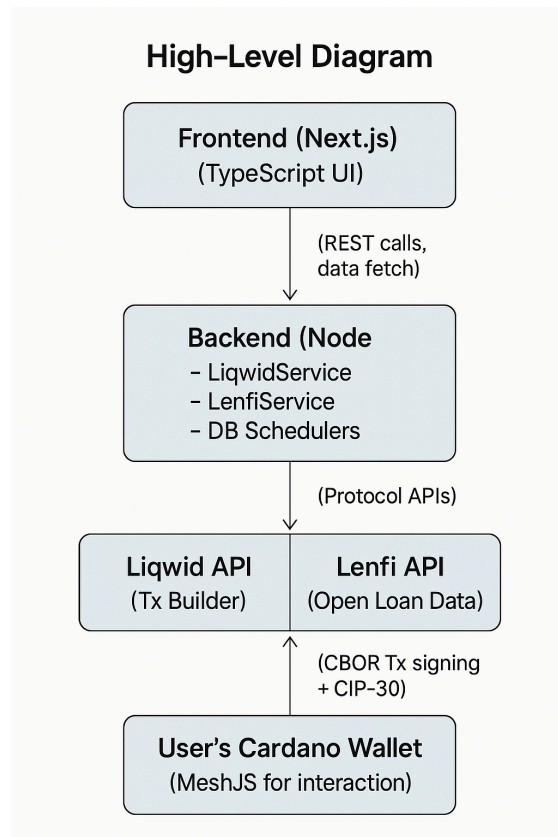 High-Level Diagram
Frontend (Next.js)
(TypeScript UI)
(REST calls,
data fetch)
Backend (Node
- LiqwidService
- LenfiService
- DB Schedulers
(Protocol APIs)
Liqwid API
(Tx Builder)
Lenfi API
(Open Loan Data)
(CBOR Tx signing
+ CIP-30)
User's Cardano Wallet
(MeshJS for interaction)